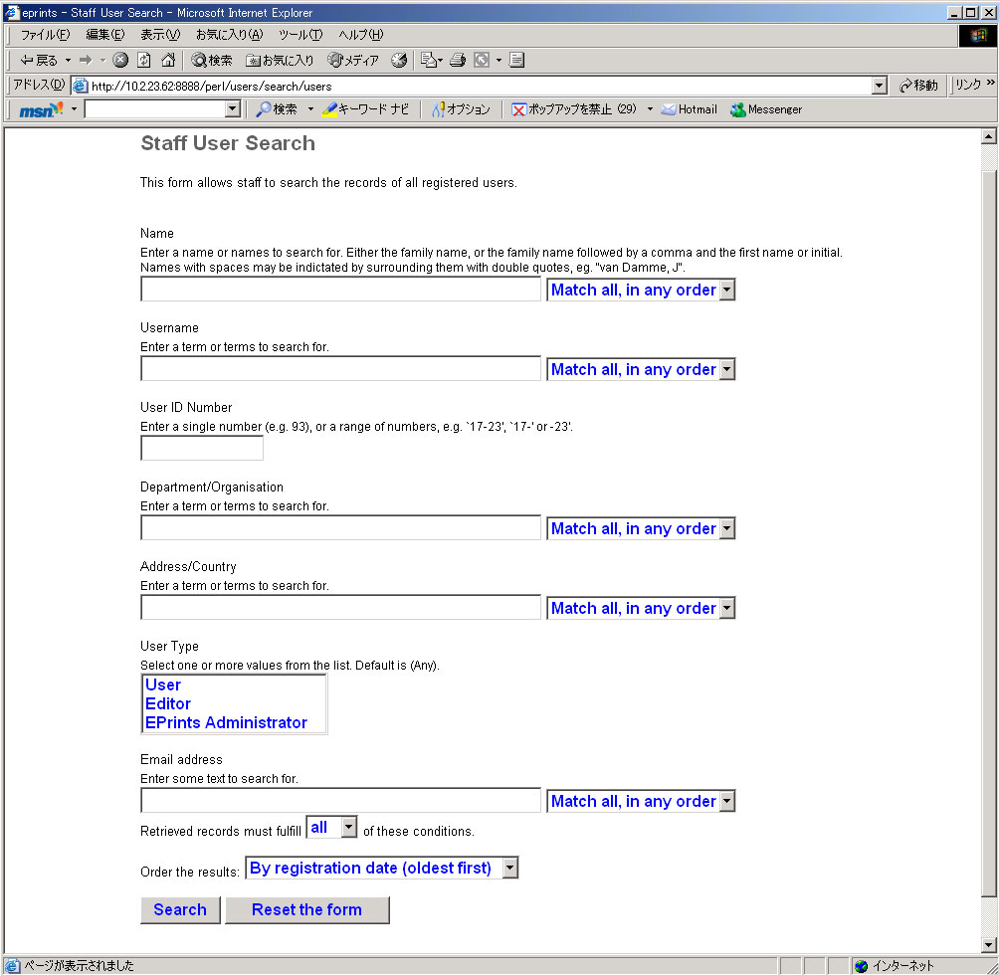 eprints - Staff User Search - Microsoft Internet Explorer
ファイル(F) 編集(E) 表示(V) お気に入り(A) ツール(T) ヘルプ(H)
戻る 検索 お気に入り メディア
アドレス(D) http://10.2.23.62:8888/perl/users/search/users 移動 リンク »
msn 検索 キーワード ナビ オプション ポップアップを禁止 (29) Hotmail Messenger
Staff User Search
This form allows staff to search the records of all registered users.
Name
Enter a name or names to search for. Either the family name, or the family name followed by a comma and the first name or initial.
Names with spaces may be indictated by surrounding them with double quotes, eg. "van Damme, J".
Match all, in any order
Username
Enter a term or terms to search for.
Match all, in any order
User ID Number
Enter a single number (e.g. 93), or a range of numbers, e.g. `17-23', `17-' or -23'.
Department/Organisation
Enter a term or terms to search for.
Match all, in any order
Address/Country
Enter a term or terms to search for.
Match all, in any order
User Type
Select one or more values from the list. Default is (Any).
User
Editor
EPrints Administrator
Email address
Enter some text to search for.
Match all, in any order
Retrieved records must fulfill all of these conditions.
Order the results: By registration date (oldest first)
Search Reset the form
ページが表示されました インターネット